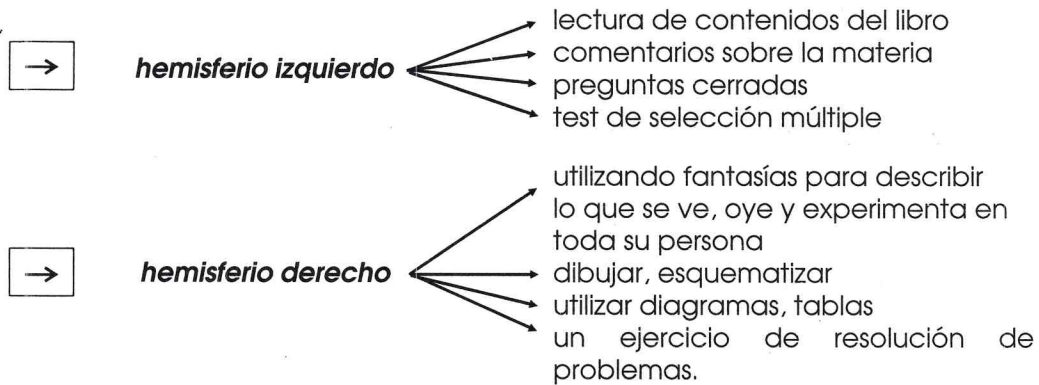 lectura de contenidos del libro
comentarios sobre la materia
hemisferio izquierdo
preguntas cerradas
test de selección múltiple
utilizando fantasías para describir
lo que se ve, oye y experimenta en
toda su persona
hemisferio derecho
dibujar, esquematizar
utilizar diagramas, tablas
un ejercicio de resolución de
problemas.